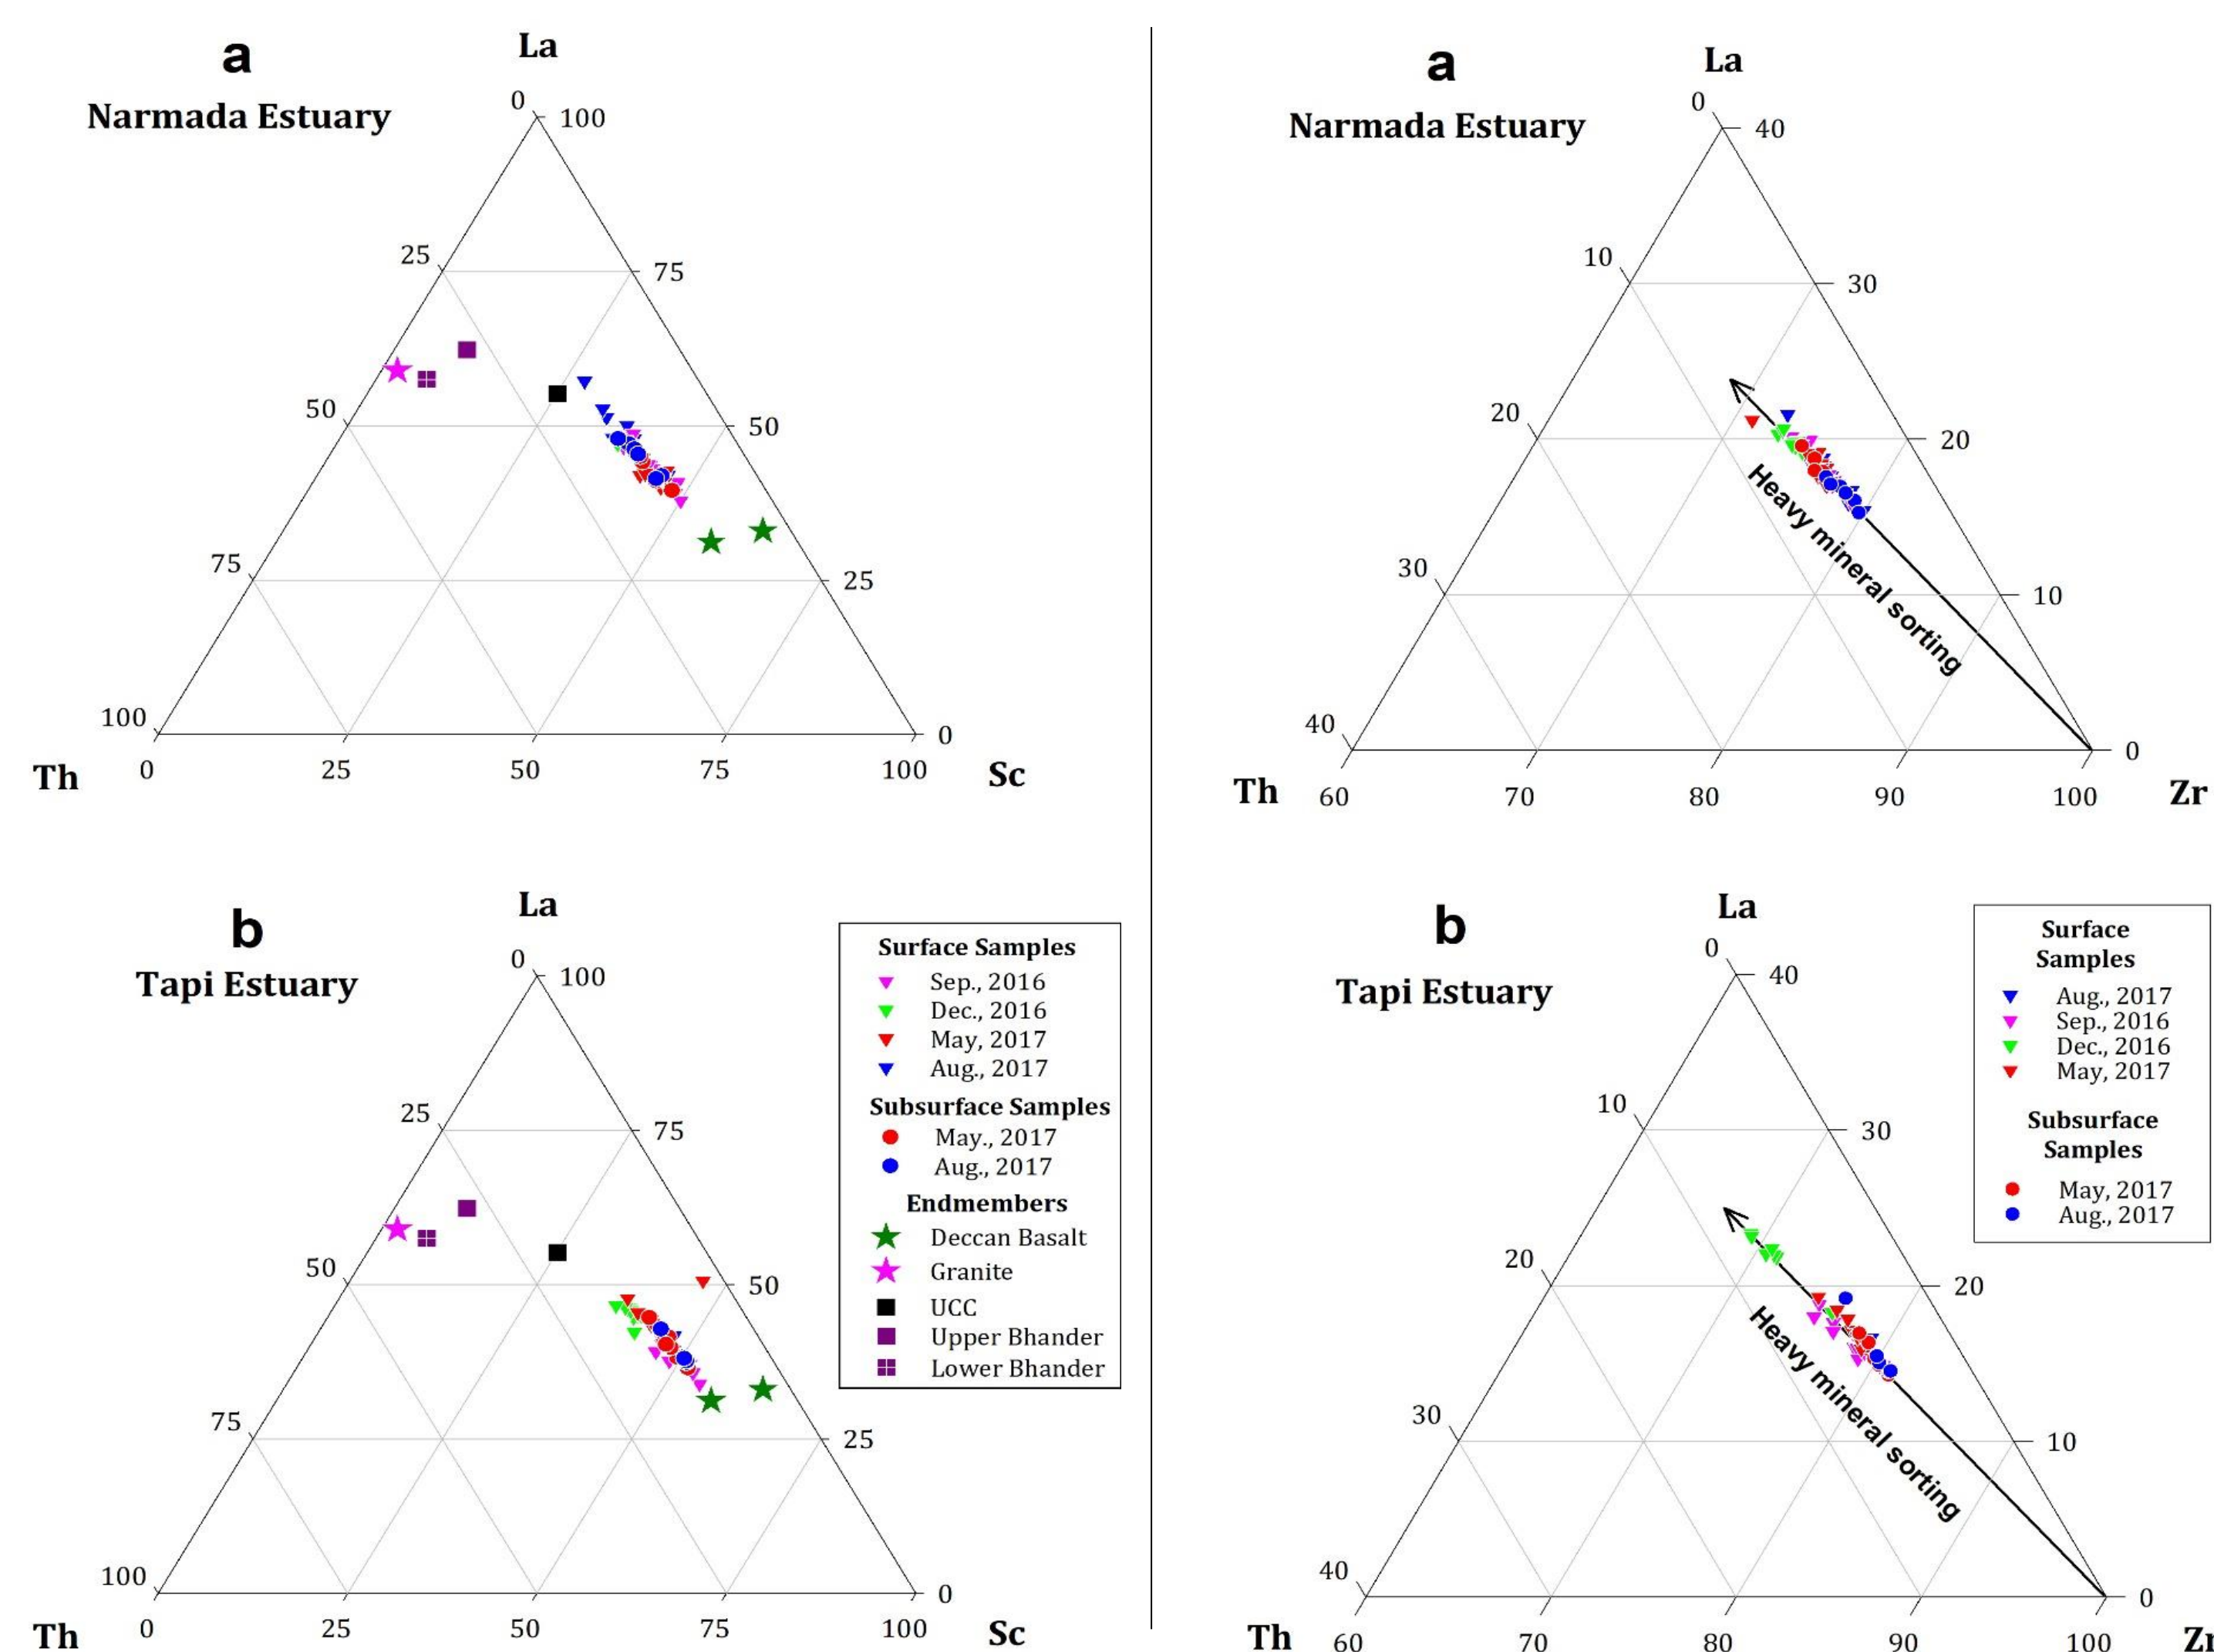 a
La
Narmada Estuary
0
100
25
75
50
50
75
25
100
0
Th
0
25
50
75
100
Sc
a
La
Narmada Estuary
0
40
10
30
20
20
30
10
40
0
Heavy mineral sorting
Th
60
70
80
90
100
Zr
b
La
Tapi Estuary
0
100
25
75
50
50
75
25
100
0
Th
0
25
50
75
100
Sc
Surface Samples
Sep., 2016
Dec., 2016
May, 2017
Aug., 2017
Subsurface Samples
May., 2017
Aug., 2017
Endmembers
Deccan Basalt
Granite
UCC
Upper Bhander
Lower Bhander
b
La
Tapi Estuary
0
40
10
30
20
20
30
10
40
0
Heavy mineral sorting
Th
60
70
80
90
100
Zr
Surface
Samples
Aug., 2017
Sep., 2016
Dec., 2016
May, 2017
Subsurface
Samples
May, 2017
Aug., 2017